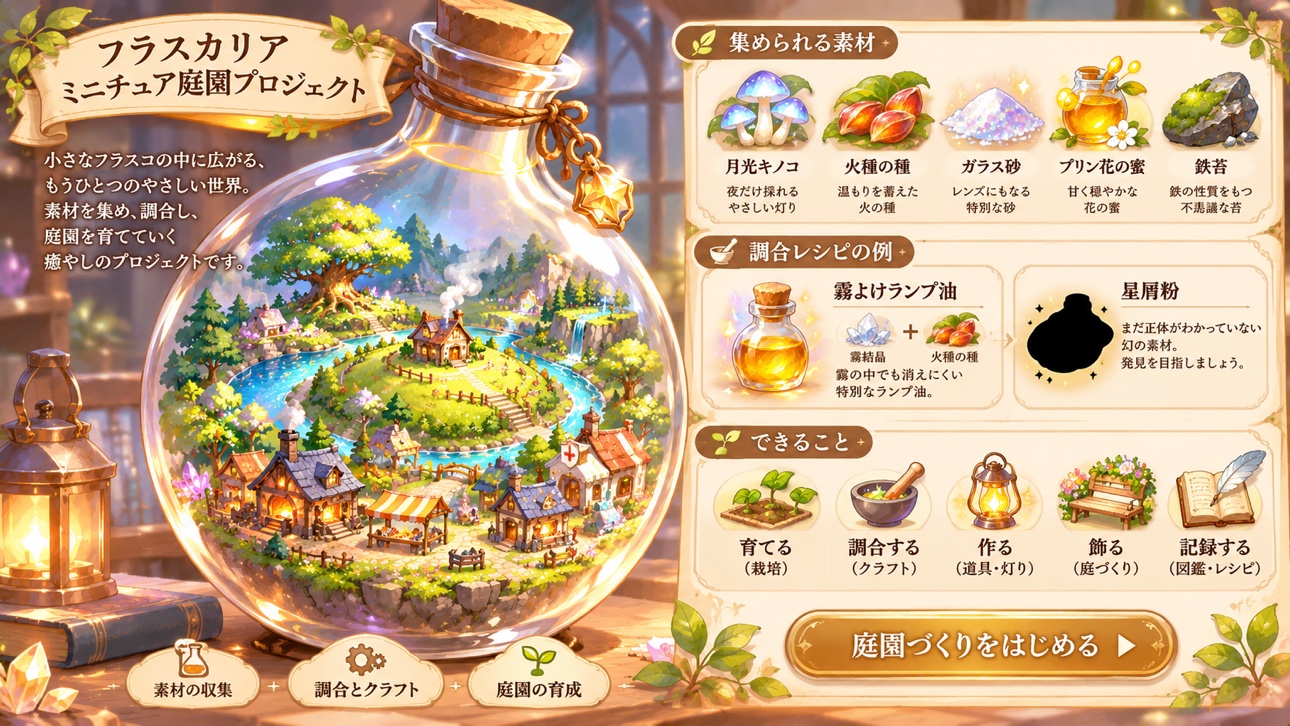 フラスカリア
ミニチュア庭園プロジェクト
小さなフラスコの中に広がる、
もうひとつのやさしい世界。
素材を集め、調合し、
庭園を育てていく
癒やしのプロジェクトです。
素材の収集
調合とクラフト
庭園の育成
集められる素材
月光キノコ
夜だけ採れる
やさしい灯り
火種の種
温もりを蓄えた
火の種
ガラス砂
レンズにもなる
特別な砂
プリン花の蜜
甘く穏やかな
花の蜜
鉄苔
鉄の性質をもつ
不思議な苔
調合レシピの例
霧よけランプ油
霧結晶
+
火種の種
霧の中でも消えにくい
特別なランプ油。
星屑粉
まだ正体がわかっていない
幻の素材。
発見を目指しましょう。
できること
育てる
（栽培）
調合する
（クラフト）
作る
（道具・灯り）
飾る
（庭づくり）
記録する
（図鑑・レシピ）
庭園づくりをはじめる ▶